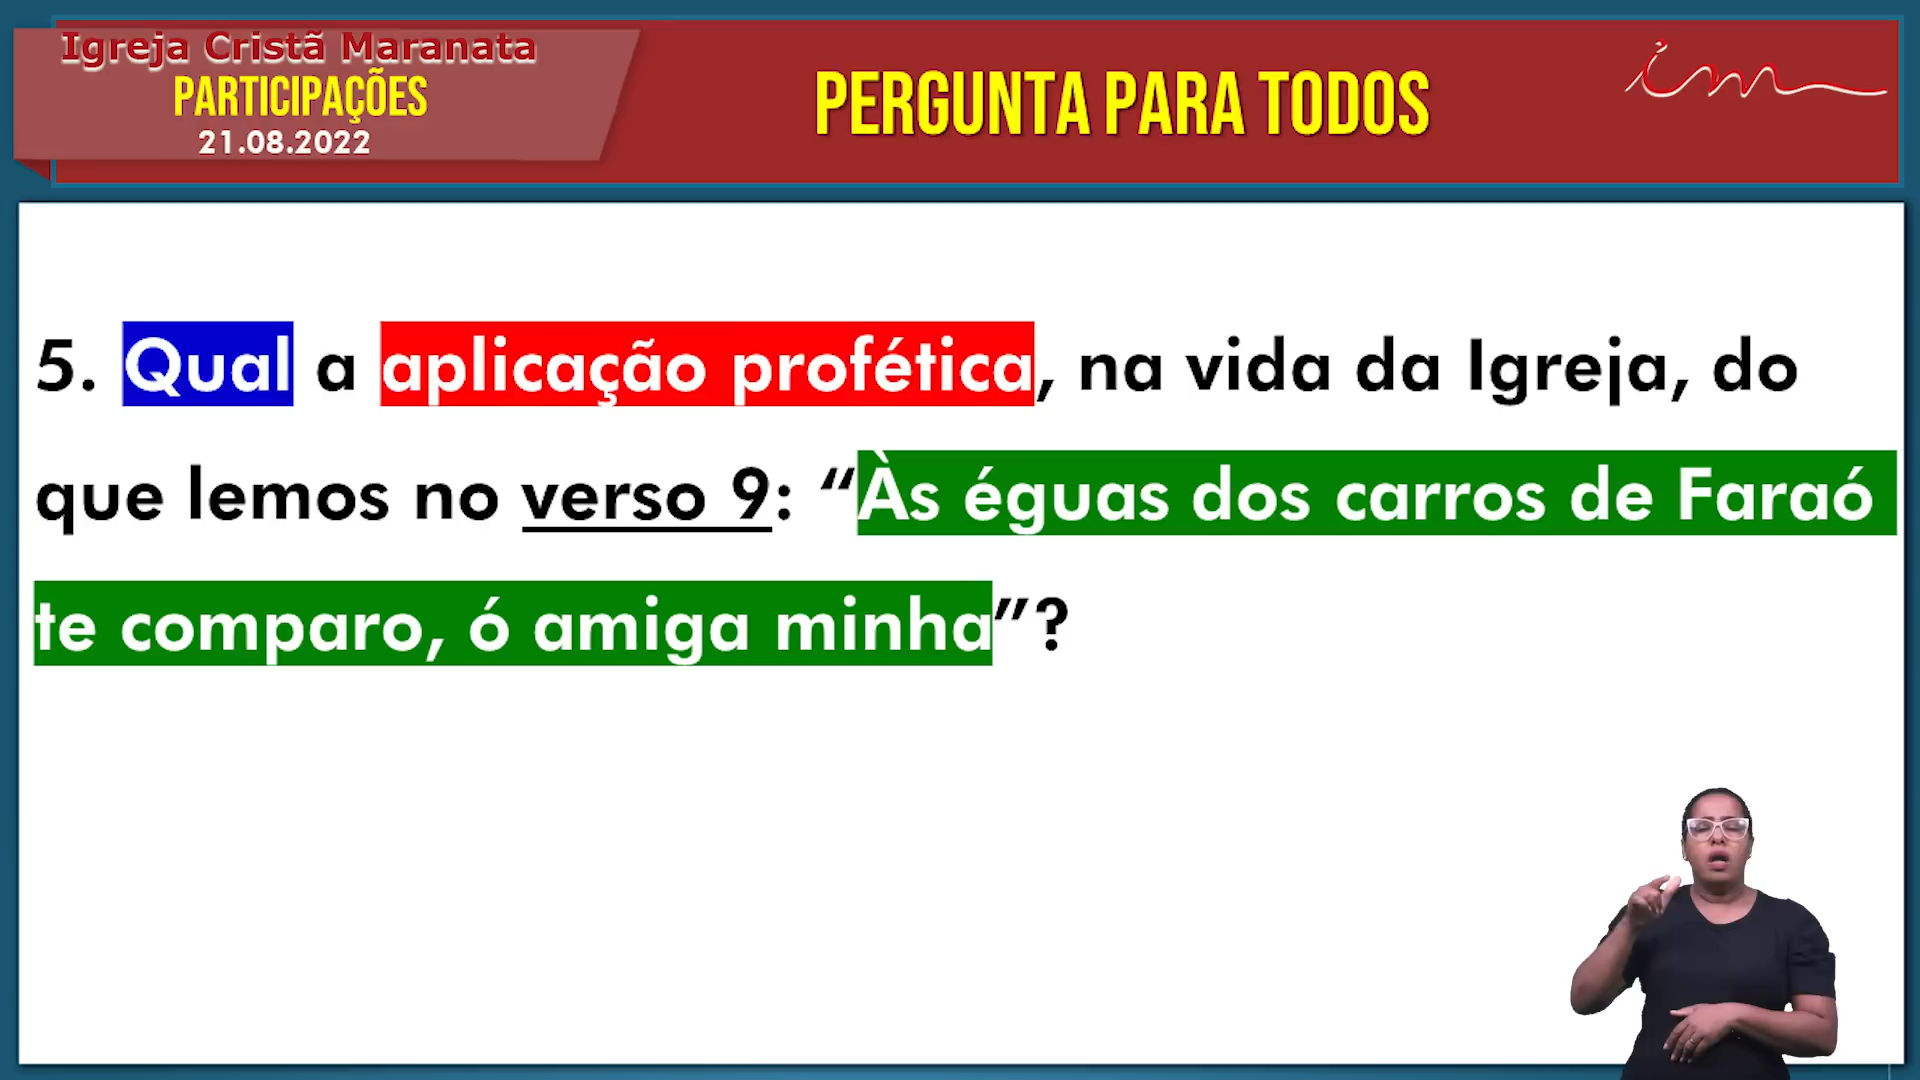 Igreja Cristã Maranata
PARTICIPAÇÕES
21.08.2022
PERGUNTA PARA TODOS
im
5. Qual a aplicação profética, na vida da Igreja, do
que lemos no verso 9: “Às éguas dos carros de Faraó
te comparo, ó amiga minha”?